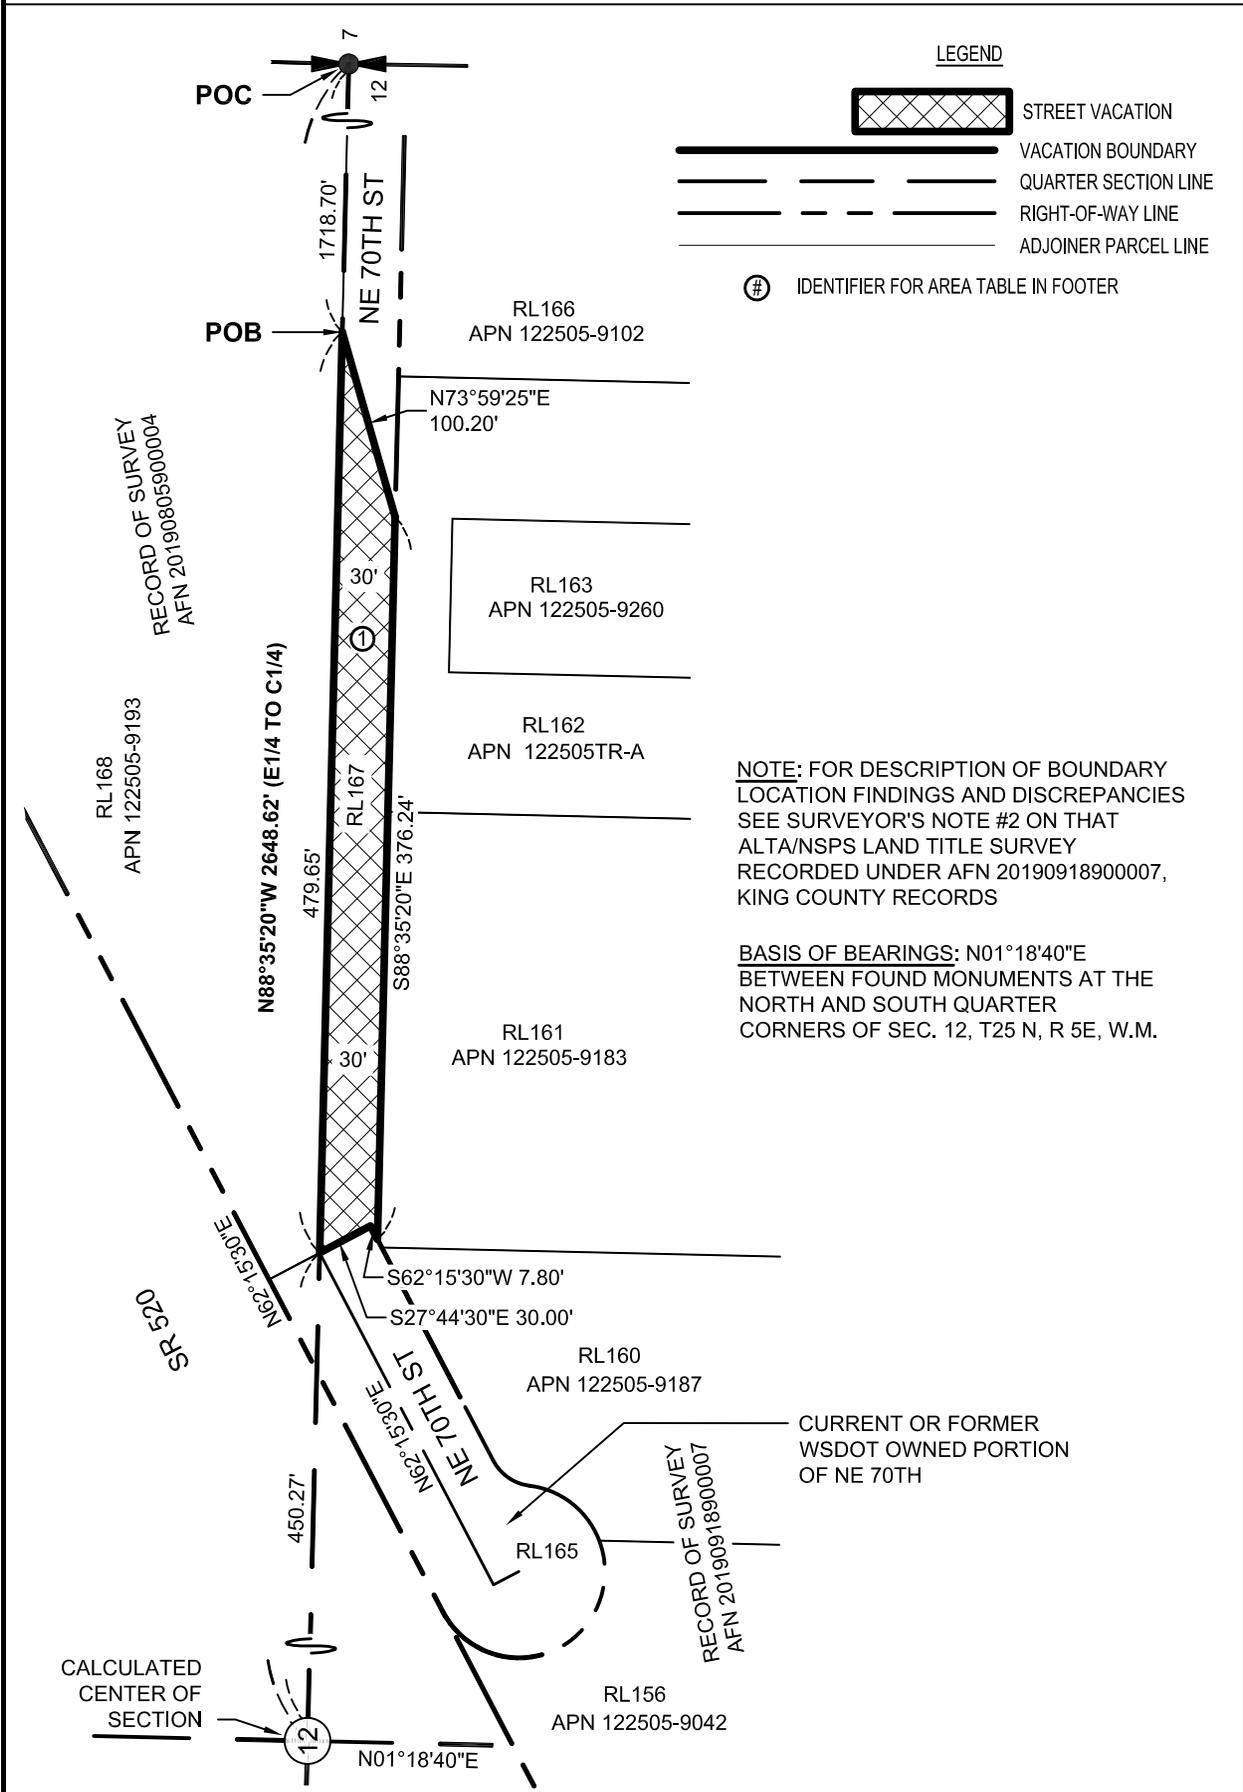 7
12
POC
1718.70'
NE 70TH ST
POB
LEGEND
STREET VACATION
VACATION BOUNDARY
QUARTER SECTION LINE
RIGHT-OF-WAY LINE
ADJOINER PARCEL LINE
# IDENTIFIER FOR AREA TABLE IN FOOTER
RL166
APN 122505-9102
N73°59'25"E
100.20'
RECORD OF SURVEY
AFN 20190805900004
30'
1
RL163
APN 122505-9260
RL168
APN 122505-9193
N88°35'20"W 2648.62' (E1/4 TO C1/4)
479.65'
RL167
S88°35'20"E 376.24'
RL162
APN 122505TR-A
NOTE: FOR DESCRIPTION OF BOUNDARY
LOCATION FINDINGS AND DISCREPANCIES
SEE SURVEYOR'S NOTE #2 ON THAT
ALTA/NSPS LAND TITLE SURVEY
RECORDED UNDER AFN 20190918900007,
KING COUNTY RECORDS
BASIS OF BEARINGS: N01°18'40"E
BETWEEN FOUND MONUMENTS AT THE
NORTH AND SOUTH QUARTER
CORNERS OF SEC. 12, T25 N, R 5E, W.M.
RL161
APN 122505-9183
30'
N62°15'30"E
SR 520
S62°15'30"W 7.80'
S27°44'30"E 30.00'
NE 70TH ST
N62°15'30"E
RL160
APN 122505-9187
CURRENT OR FORMER
WSDOT OWNED PORTION
OF NE 70TH
450.27'
RL165
RECORD OF SURVEY
AFN 20190918900007
CALCULATED
CENTER OF
SECTION
12
N01°18'40"E
RL156
APN 122505-9042